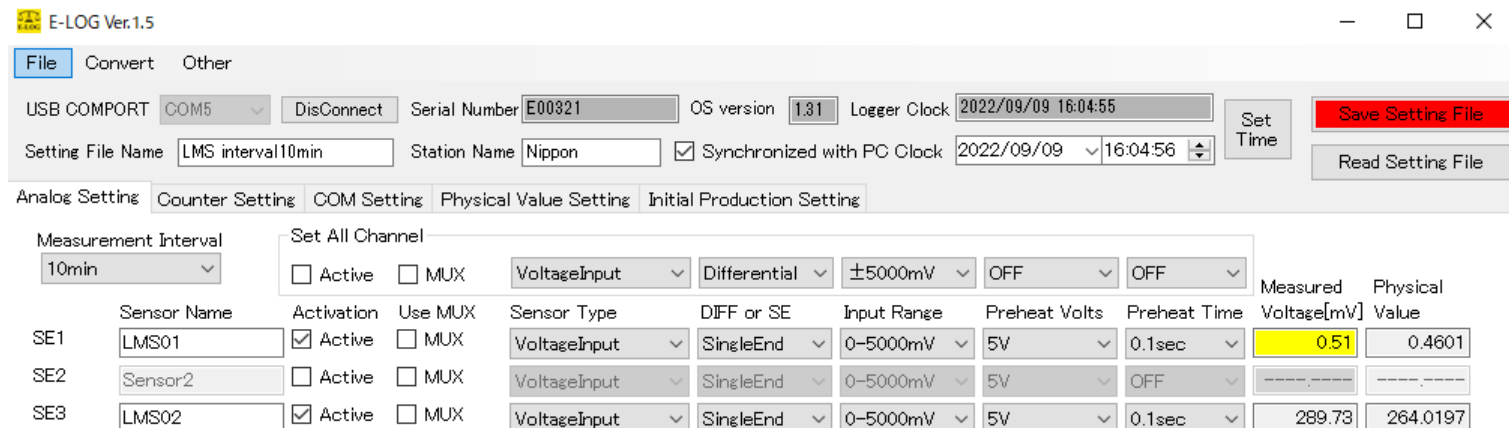 E-LOG Ver.1.5
File Convert Other
USB COMPORT COM5 DisConnect Serial Number E00321 OS version 1.31 Logger Clock 2022/09/09 16:04:55 Set Time Save Setting File
Setting File Name LMS interval10min Station Name Nippon Synchronized with PC Clock 2022/09/09 16:04:56 Read Setting File
Analog Setting Counter Setting COM Setting Physical Value Setting Initial Production Setting
Measurement Interval Set All Channel
10min Active MUX VoltageInput Differential ±5000mV OFF OFF
Sensor Name Activation Use MUX Sensor Type DIFF or SE Input Range Preheat Volts Preheat Time Measured Voltage[mV] Physical Value
SE1 LMS01 Active MUX VoltageInput SingleEnd 0-5000mV 5V 0.1sec 0.51 0.4601
SE2 Sensor2 Active MUX VoltageInput SingleEnd 0-5000mV 5V OFF ----.---- ----.----
SE3 LMS02 Active MUX VoltageInput SingleEnd 0-5000mV 5V 0.1sec 289.73 264.0197